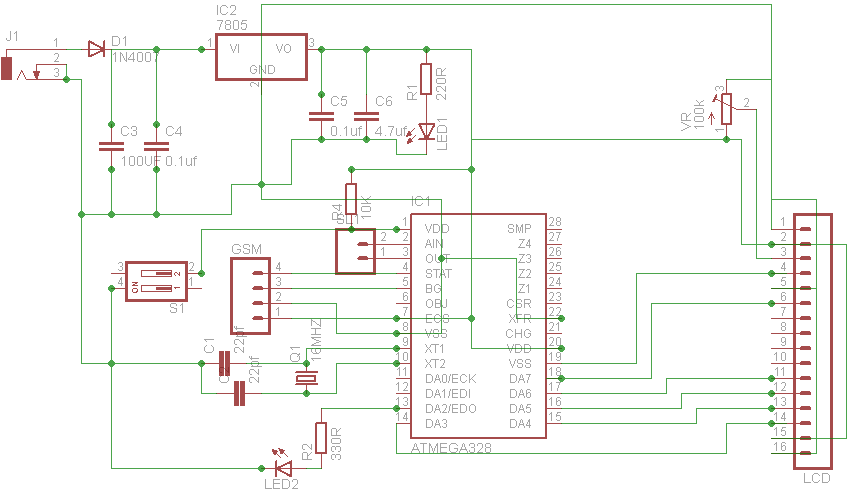 IC2
7805
J1
1
2
3
D1
1N4007
1
VI
VO
3
GND
2
C3
100UF
C4
0.1uf
C5
0.1uf
C6
4.7uf
R1
220R
LED1
VR
100k
3
2
1
R4
10K
SL1
2
1
IC1
1 VDD SMP 28
2 AIN Z4 27
3 OUT Z3 26
4 STAT Z2 25
5 BG Z1 24
6 OBU CSR 23
7 ECS XFR 22
8 VSS CHG 21
9 XT1 VDD 20
10 XT2 VSS 19
11 DA0/ECK DA7 18
12 DA1/EDI DA6 17
13 DA2/EDO DA5 16
14 DA3 DA4 15
ATMEGA328
GSM
4
3
2
1
3
4
2
1
ON
2
1
S1
C1
22pf
22pf
Q1
16MHZ
R2
330R
LED2
1
2
3
4
5
6
7
8
9
10
11
12
13
14
15
16
LCD